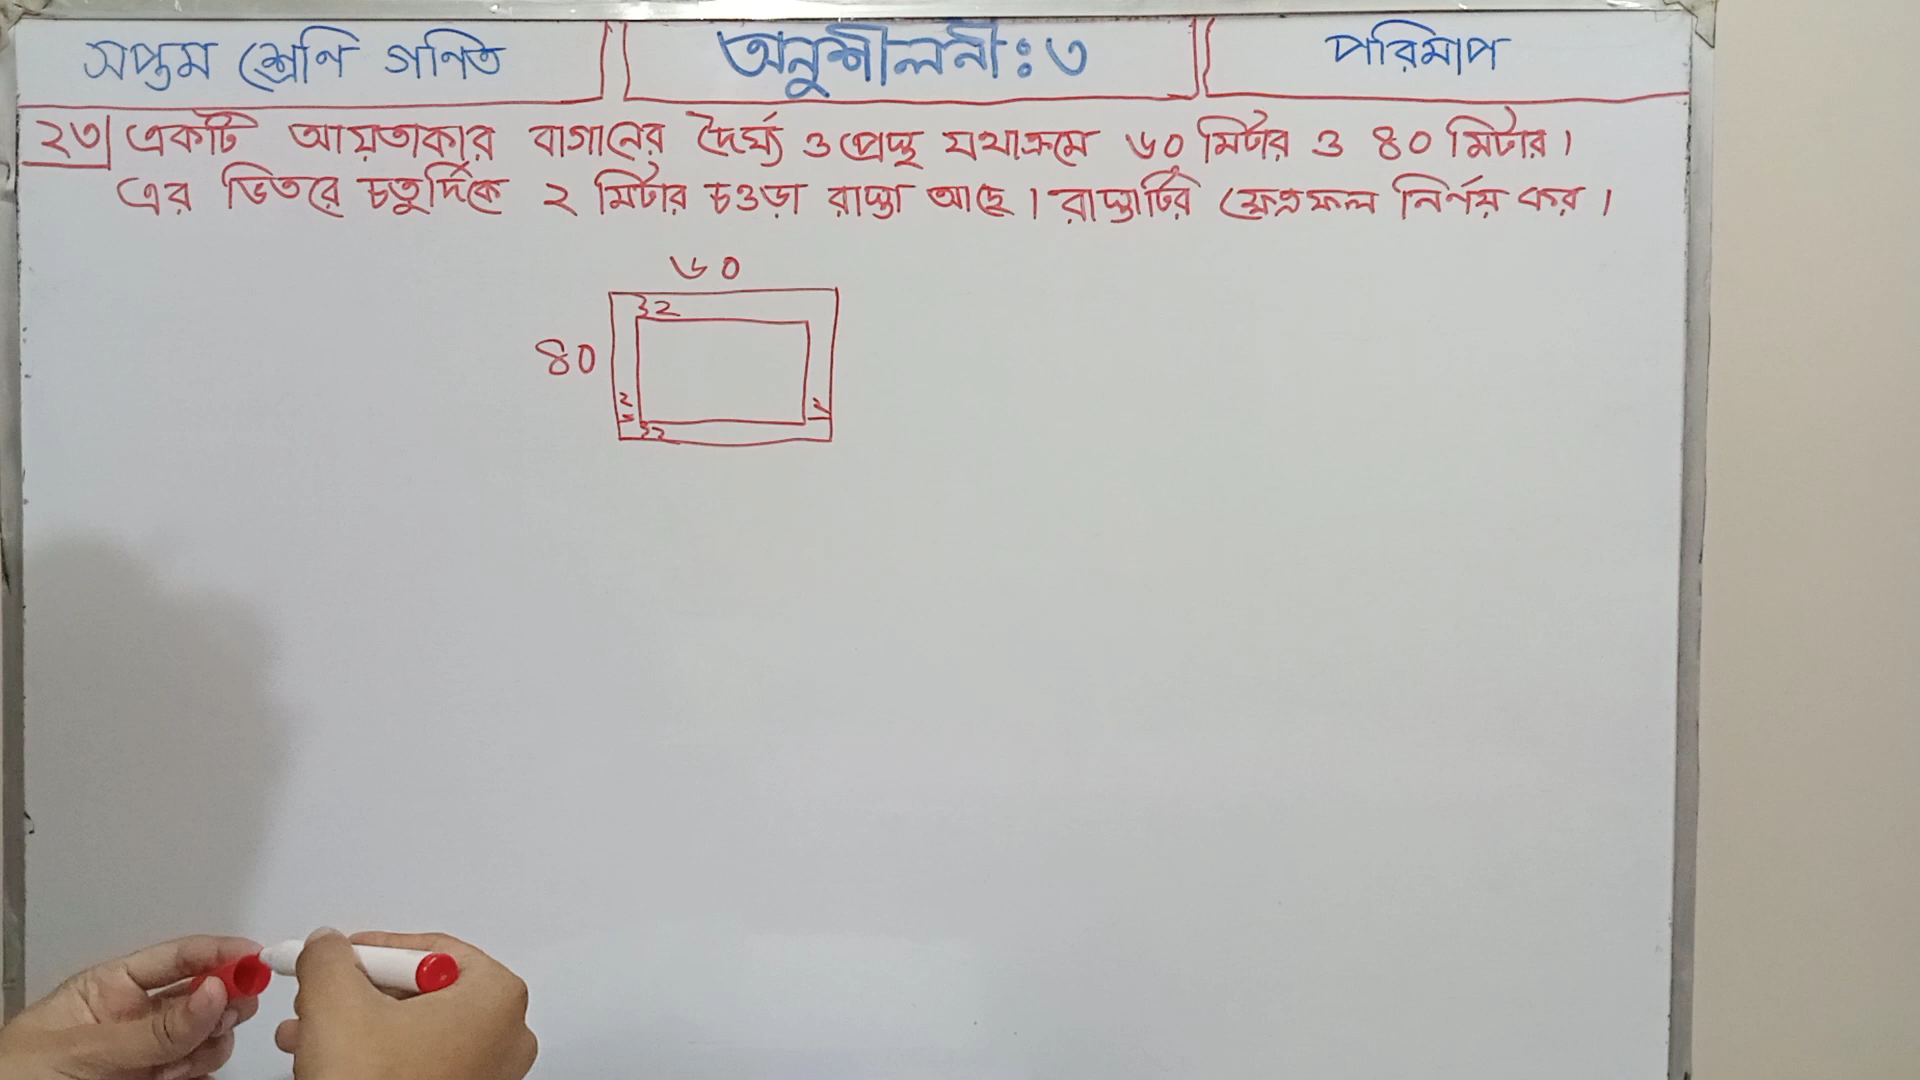 সপ্তম শ্রেণি গণিত
অনুশীলনী : ৩
পরিমাপ
২৩| একটি আয়তাকার বাগানের দৈর্ঘ্য ও প্রস্থ যথাক্রমে ৬০ মিটার ও ৪০ মিটার।
এর ভিতরে চতুর্দিকে ২ মিটার চওড়া রাস্তা আছে। রাস্তাটির ক্ষেত্রফল নির্ণয় কর।
৬০
২
৪০
২
২
২